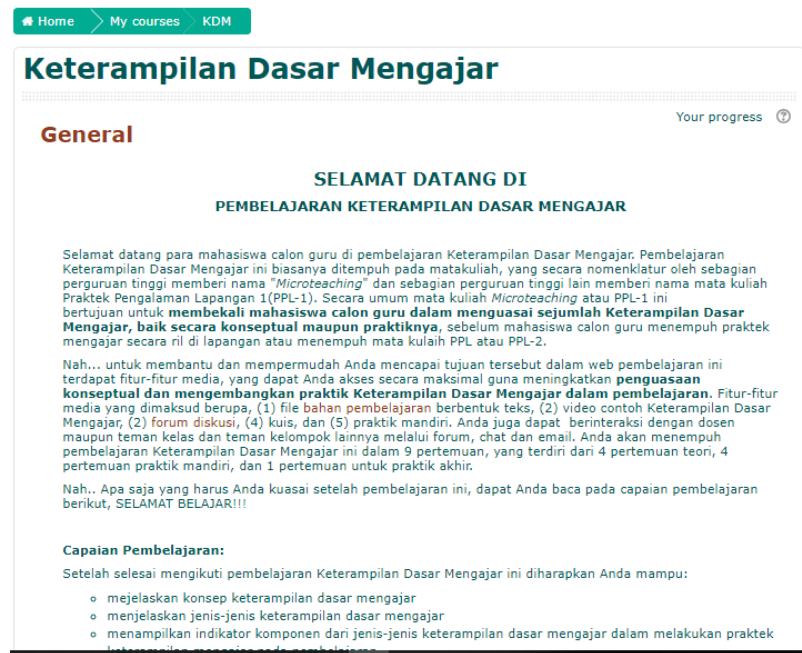 Home
My courses
KDM
Keterampilan Dasar Mengajar
Your progress
General
SELAMAT DATANG DI
PEMBELAJARAN KETERAMPILAN DASAR MENGAJAR
Selamat datang para mahasiswa calon guru di pembelajaran Keterampilan Dasar Mengajar. Pembelajaran
Keterampilan Dasar Mengajar ini biasanya ditempuh pada matakuliah, yang secara nomenklatur oleh sebagian
perguruan tinggi memberi nama "Microteaching" dan sebagian perguruan tinggi lain memberi nama mata kuliah
Praktek Pengalaman Lapangan 1(PPL-1). Secara umum mata kuliah Microteaching atau PPL-1 ini
bertujuan untuk membekali mahasiswa calon guru dalam menguasai sejumlah Keterampilan Dasar
Mengajar, baik secara konseptual maupun praktiknya, sebelum mahasiswa calon guru menempuh praktek
mengajar secara ril di lapangan atau menempuh mata kulaih PPL atau PPL-2.
Nah... untuk membantu dan mempermudah Anda mencapai tujuan tersebut dalam web pembelajaran ini
terdapat fitur-fitur media, yang dapat Anda akses secara maksimal guna meningkatkan penguasaan
konseptual dan mengembangkan praktik Keterampilan Dasar Mengajar dalam pembelajaran. Fitur-fitur
media yang dimaksud berupa, (1) file bahan pembelajaran berbentuk teks, (2) video contoh Keterampilan Dasar
Mengajar, (2) forum diskusi, (4) kuis, dan (5) praktik mandiri. Anda juga dapat berinteraksi dengan dosen
maupun teman kelas dan teman kelompok lainnya melalui forum, chat dan email. Anda akan menempuh
pembelajaran Keterampilan Dasar Mengajar ini dalam 9 pertemuan, yang terdiri dari 4 pertemuan teori, 4
pertemuan praktik mandiri, dan 1 pertemuan untuk praktik akhir.
Nah.. Apa saja yang harus Anda kuasai setelah pembelajaran ini, dapat Anda baca pada capaian pembelajaran
berikut, SELAMAT BELAJAR!!!
Capaian Pembelajaran:
Setelah selesai mengikuti pembelajaran Keterampilan Dasar Mengajar ini diharapkan Anda mampu:
mejelaskan konsep keterampilan dasar mengajar
menjelaskan jenis-jenis keterampilan dasar mengajar
menampilkan indikator komponen dari jenis-jenis keterampilan dasar mengajar dalam melakukan praktek